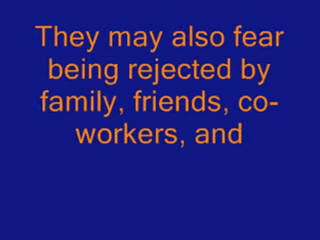 They may also fear
being rejected by
family, friends, co-
workers, and